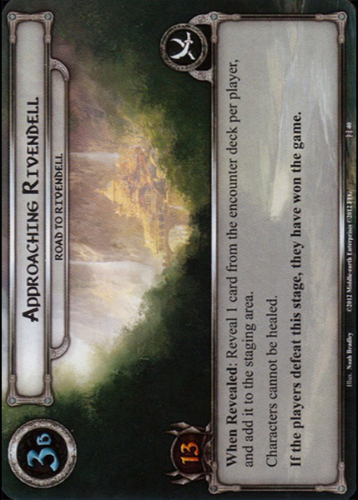 3B
APPROACHING RIVENDELL
ROAD TO RIVENDELL
13
When Revealed: Reveal 1 card from the encounter deck per player,
and add it to the staging area.
Characters cannot be healed.
If the players defeat this stage, they have won the game.
Illus. Noah Bradley ©2012 Middle-earth Enterprises ©2012 FFG 40